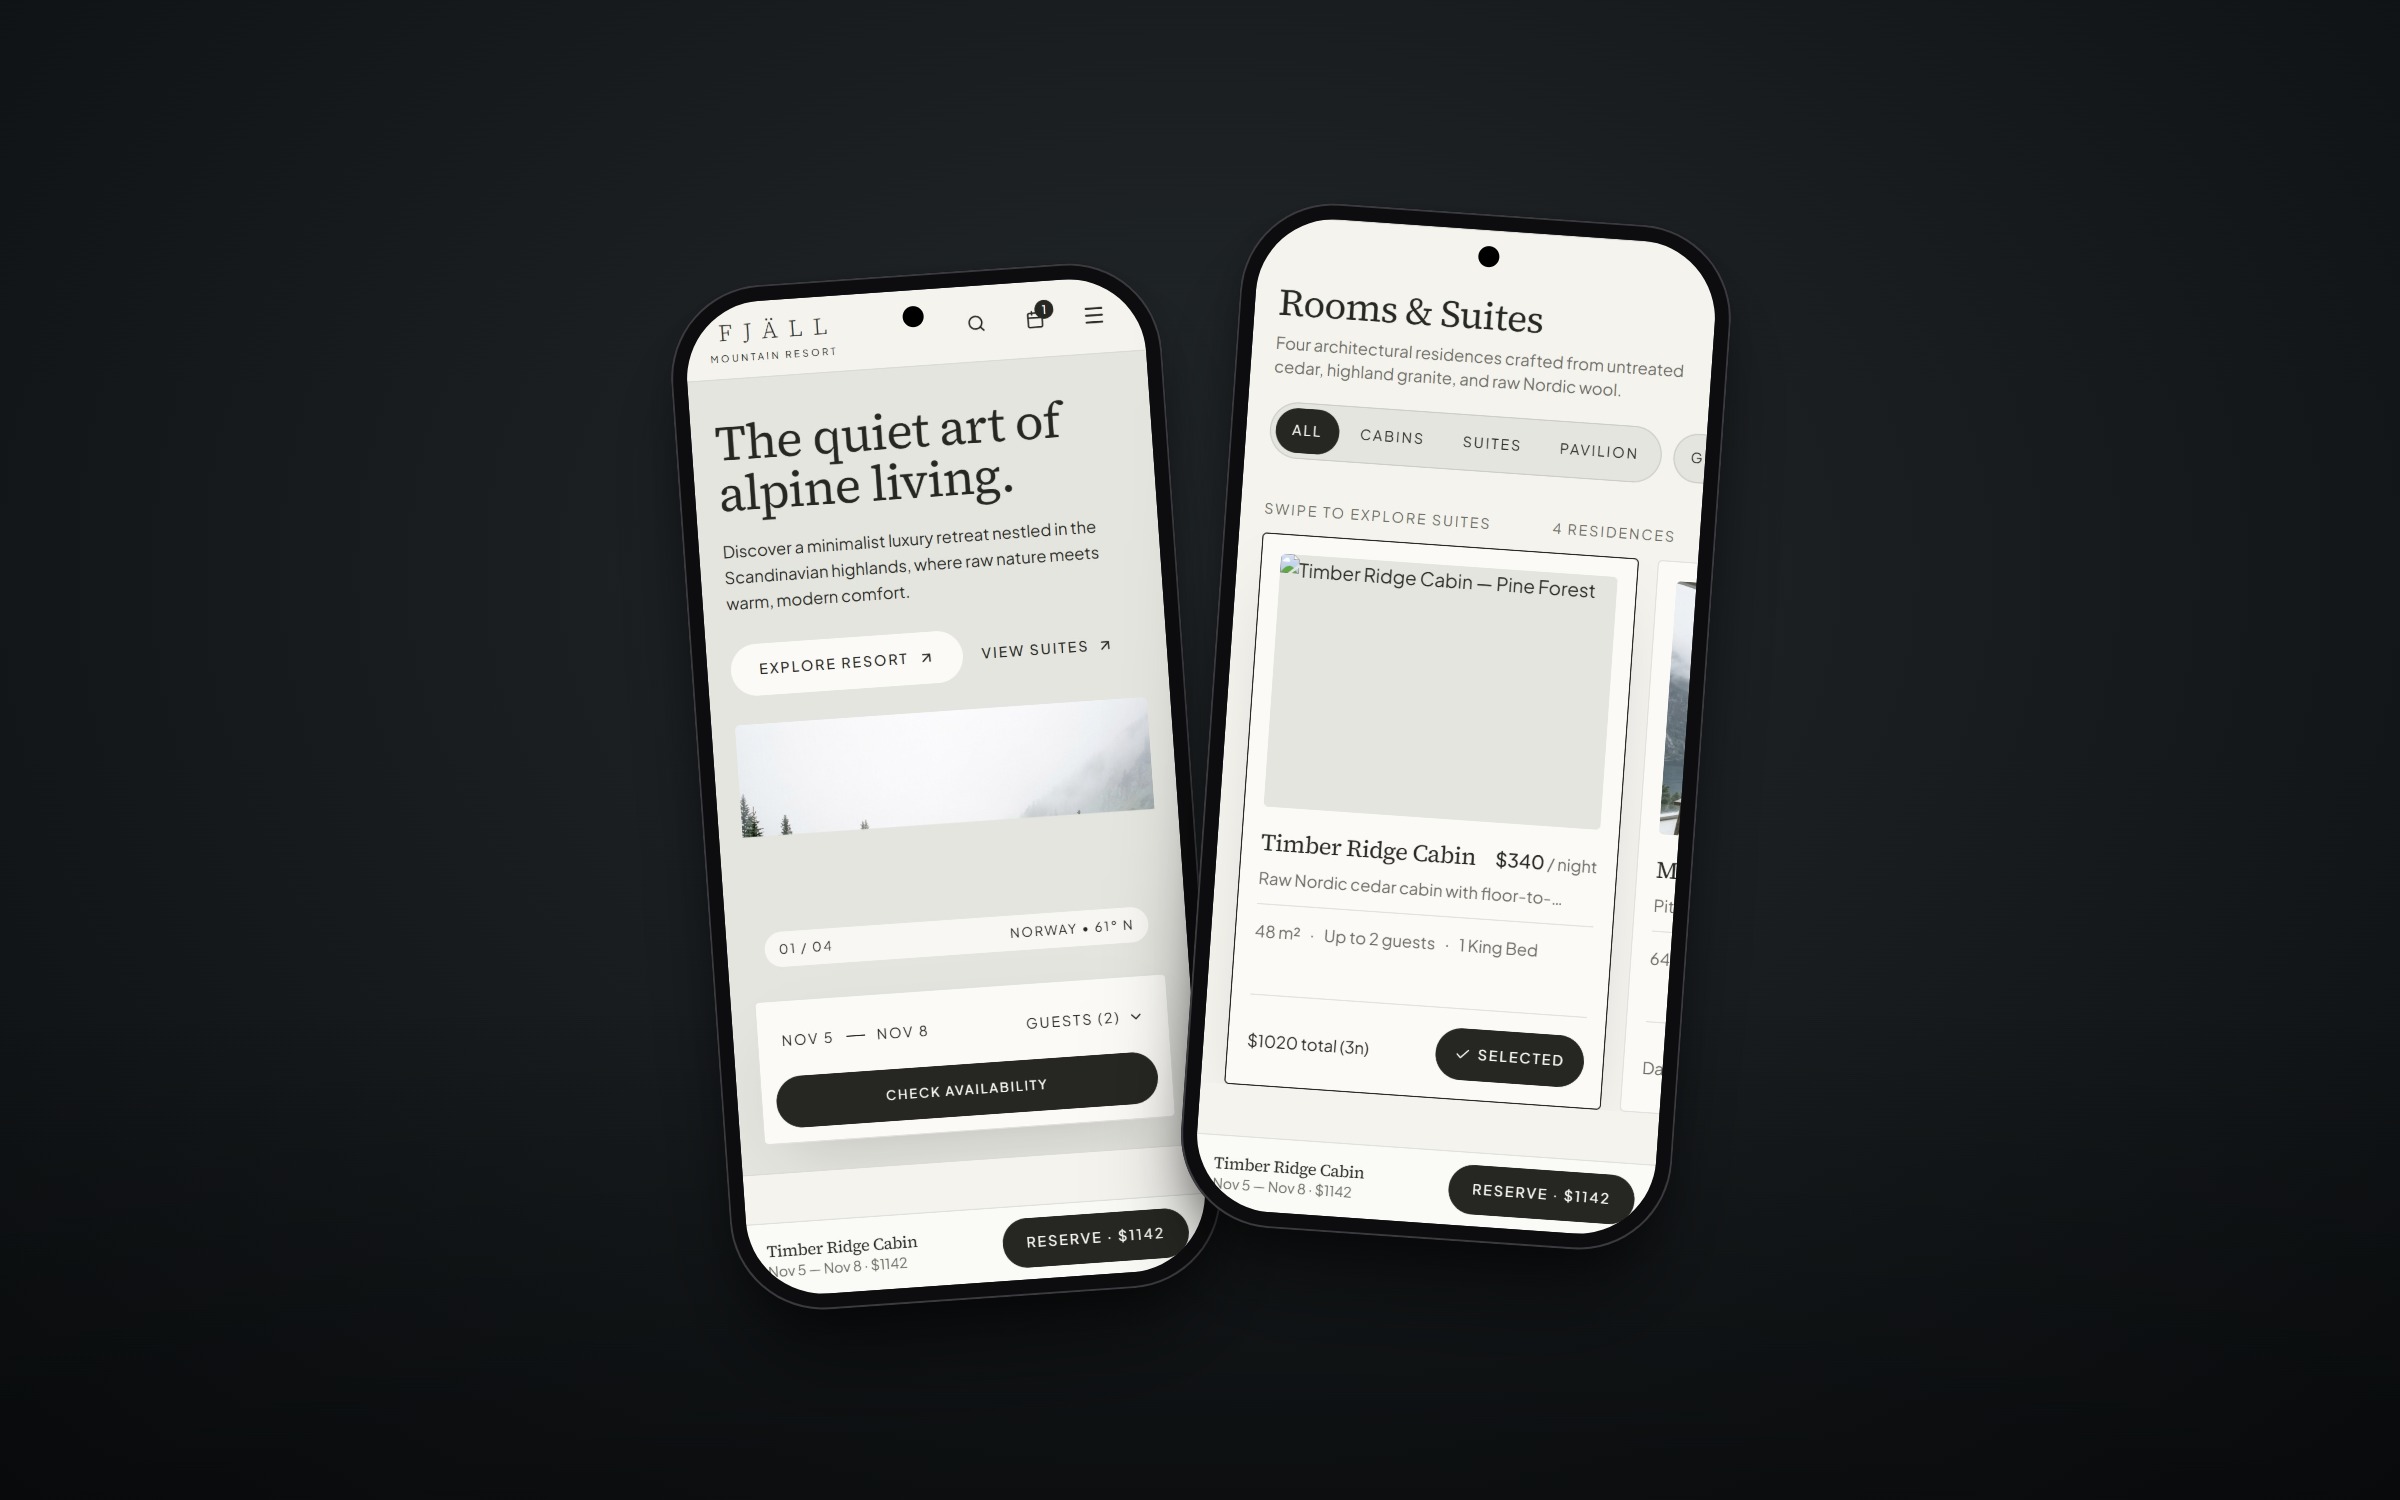 FJÄLL
MOUNTAIN RESORT
1
The quiet art of
alpine living.
Discover a minimalist luxury retreat nestled in the
Scandinavian highlands, where raw nature meets
warm, modern comfort.
EXPLORE RESORT
VIEW SUITES
01 / 04
NORWAY • 61° N
NOV 5 — NOV 8
GUESTS (2)
CHECK AVAILABILITY
Timber Ridge Cabin
Nov 5 — Nov 8 · $1142
RESERVE · $1142
Rooms & Suites
Four architectural residences crafted from untreated
cedar, highland granite, and raw Nordic wool.
ALL
CABINS
SUITES
PAVILION
G
SWIPE TO EXPLORE SUITES
4 RESIDENCES
Timber Ridge Cabin — Pine Forest
Timber Ridge Cabin
$340 / night
Raw Nordic cedar cabin with floor-to-...
48 m² · Up to 2 guests · 1 King Bed
$1020 total (3n)
SELECTED
M
Pit
64
Da
Timber Ridge Cabin
Nov 5 — Nov 8 · $1142
RESERVE · $1142